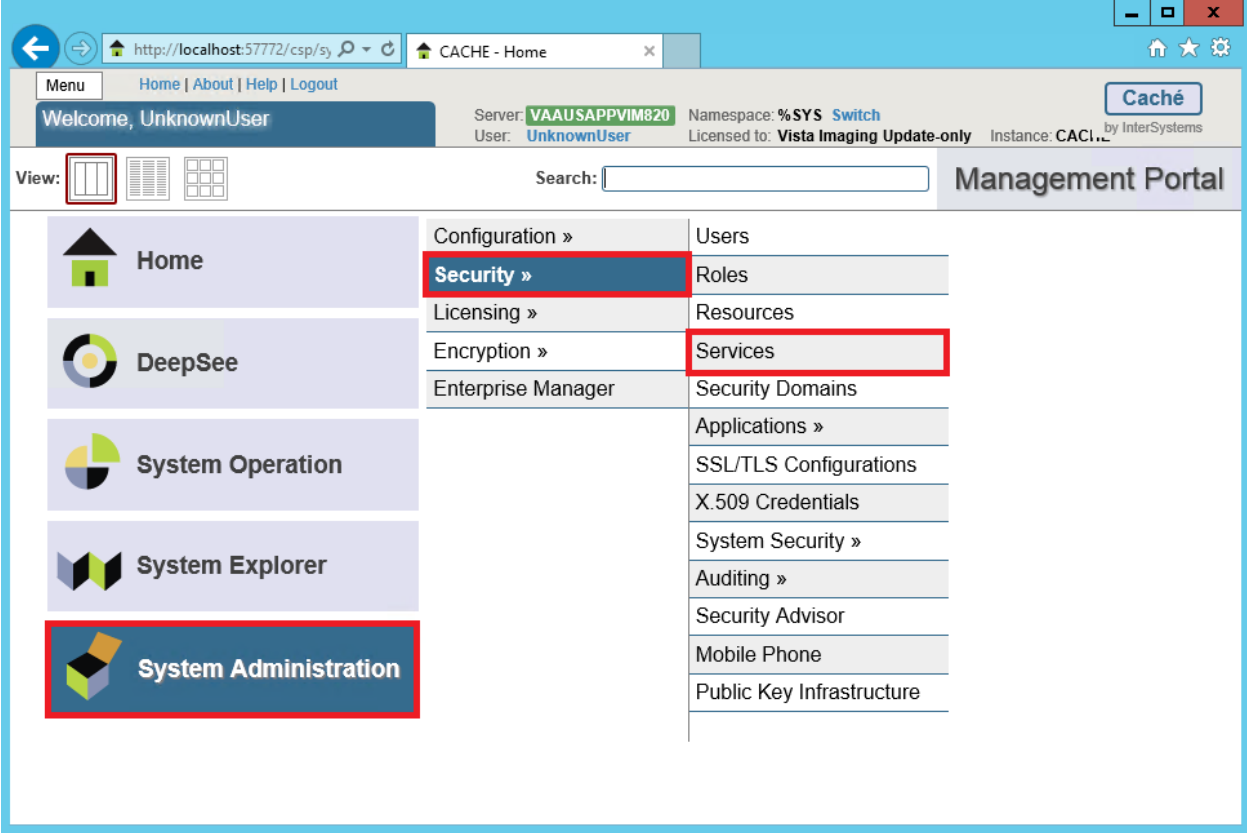 http://localhost:57772/csp/sy
CACHE - Home
Menu
Home | About | Help | Logout
Welcome, UnknownUser
Server: VAAUSAPPVIM820
Namespace: %SYS Switch
User: UnknownUser
Licensed to: Vista Imaging Update-only
Instance:
Caché
by InterSystems
View:
Search:
Management Portal
Home
DeepSee
System Operation
System Explorer
System Administration
Configuration »
Security »
Licensing »
Encryption »
Enterprise Manager
Users
Roles
Resources
Services
Security Domains
Applications »
SSL/TLS Configurations
X.509 Credentials
System Security »
Auditing »
Security Advisor
Mobile Phone
Public Key Infrastructure